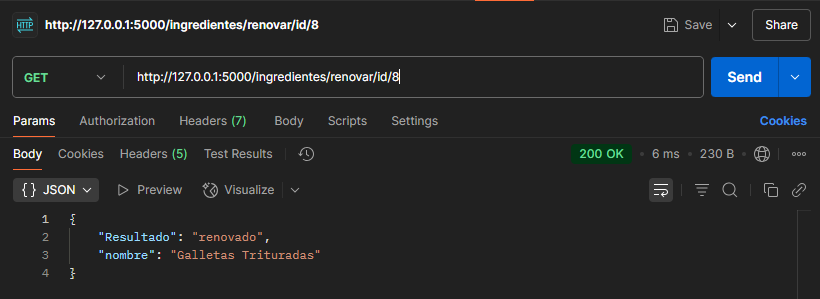 HTTP http://127.0.0.1:5000/ingredientes/renovar/id/8 Save Share
GET http://127.0.0.1:5000/ingredientes/renovar/id/8 Send
Params Authorization Headers (7) Body Scripts Settings Cookies
Body Cookies Headers (5) Test Results 200 OK • 6 ms • 230 B
{} JSON Preview Visualize
1 {
2 "Resultado": "renovado",
3 "nombre": "Galletas Trituradas"
4 }